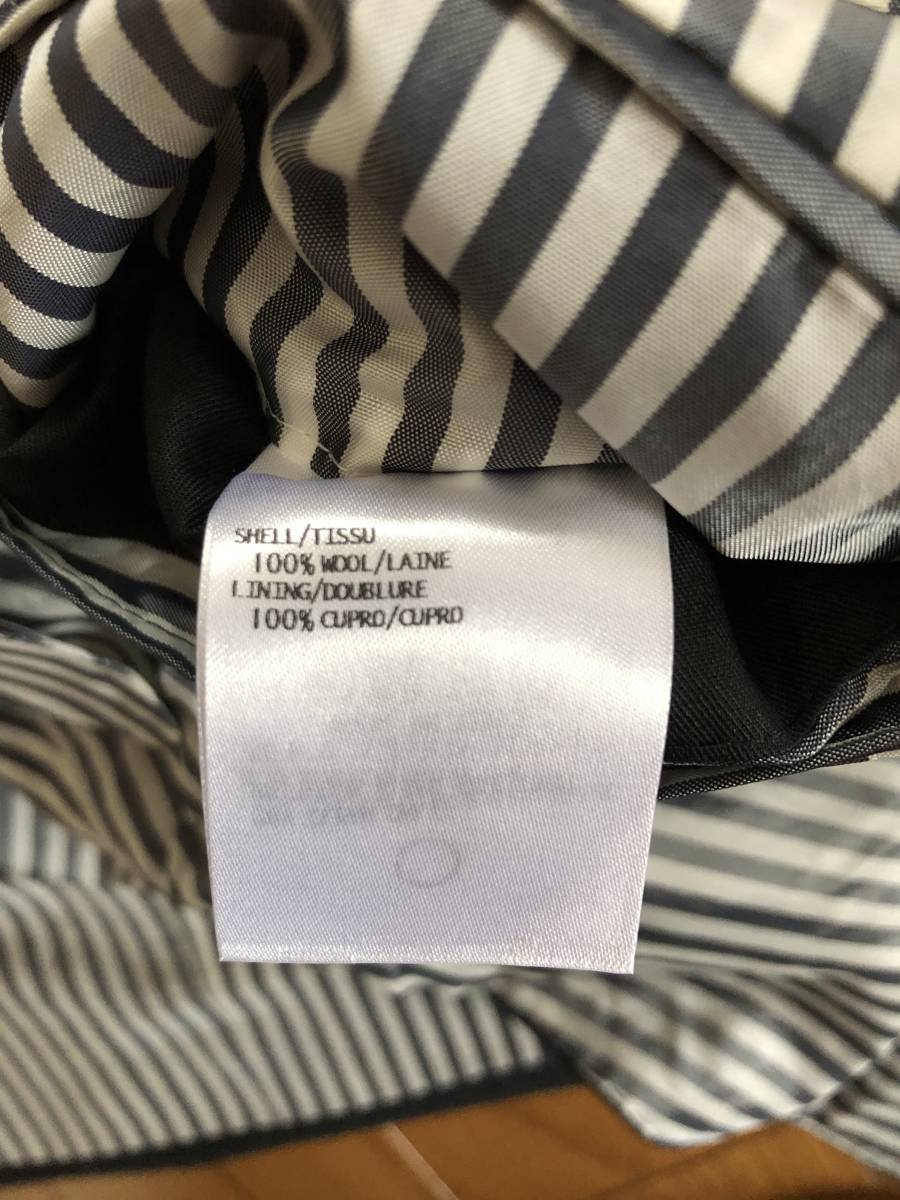 SHELL/TISSU
100% WOOL/LAINE
LINING/DOUBLURE
100% CUPRO/CUPRO